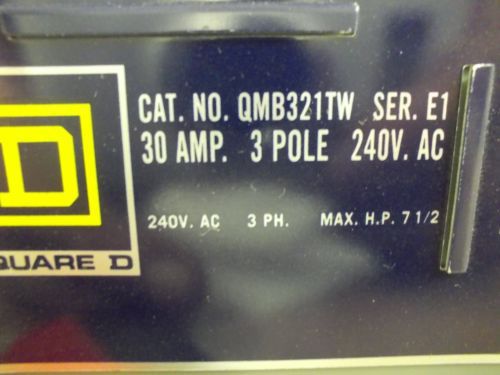 CAT. NO. QMB321TW SER. E1
30 AMP. 3 POLE 240V. AC
240V. AC 3 PH. MAX. H.P. 7 1/2
D
QUARE D